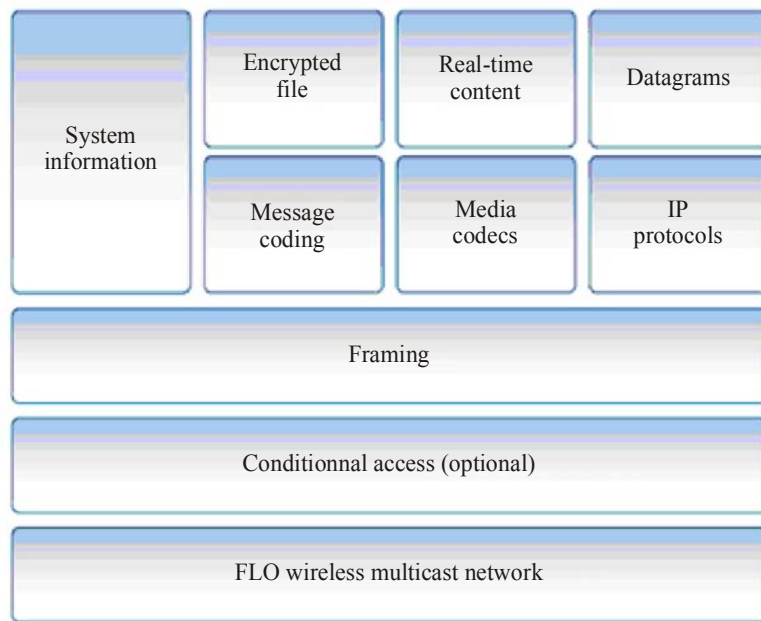 System
information
Encrypted
file
Real-time
content
Datagrams
Message
coding
Media
codecs
IP
protocols
Framing
Conditionnal access (optional)
FLO wireless multicast network